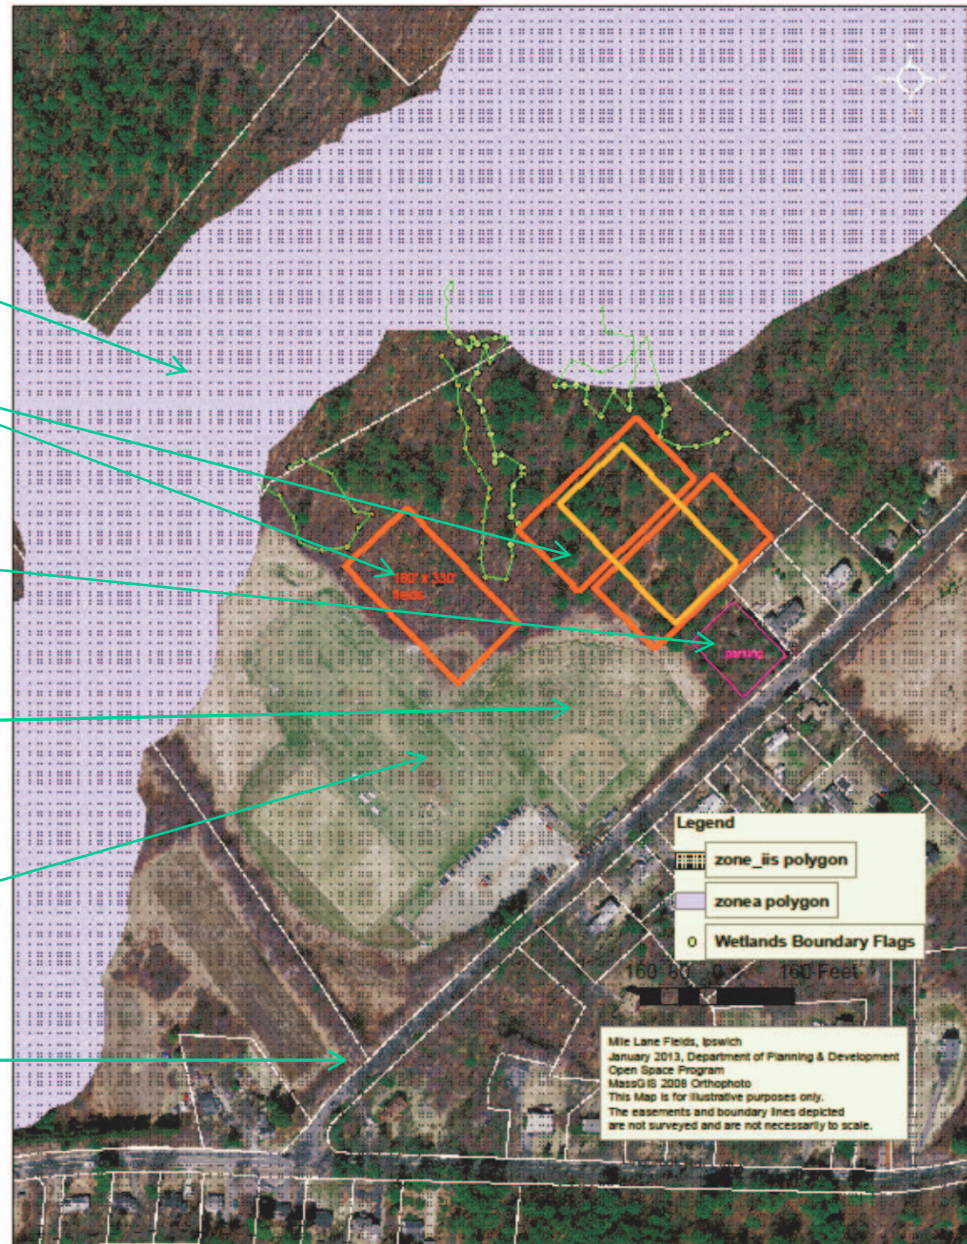 180' x 330'
fields
parking
Legend
zone_iis polygon
zonea polygon
Wetlands Boundary Flags
160 80 0 160 Feet
Mile Lane Fields, Ipswich
January 2013, Department of Planning & Development
Open Space Program
MassGIS 2008 Orthophoto
This Map is for illustrative purposes only.
The easements and boundary lines depicted
are not surveyed and are not necessarily to scale.